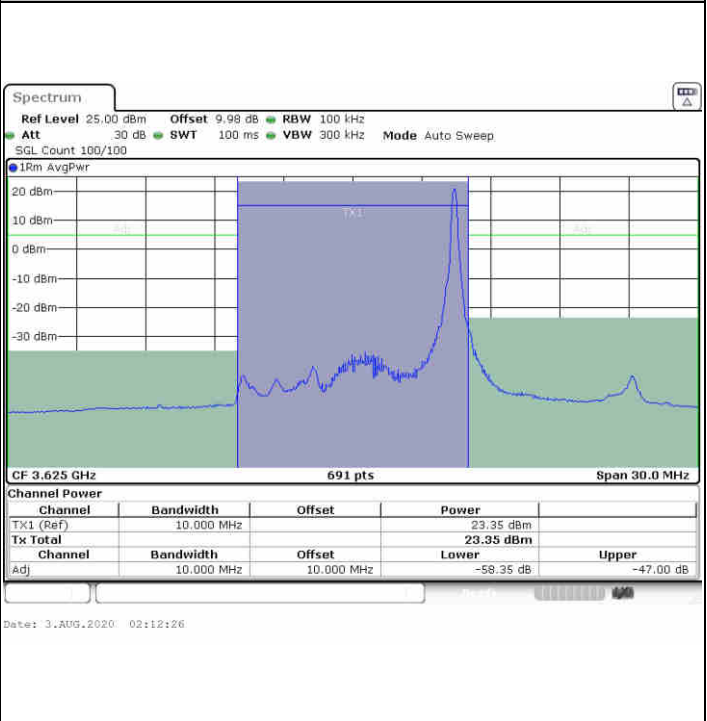 Spectrum
Ref Level 25.00 dBm Offset 9.98 dB RBW 100 kHz
Att 30 dB SWT 100 ms VBW 300 kHz Mode Auto Sweep
SGL Count 100/100
1Rm AvgPwr
20 dBm
TX1
10 dBm
Adj Adj
0 dBm
-10 dBm
-20 dBm
-30 dBm
CF 3.625 GHz 691 pts Span 30.0 MHz
Channel Power
Channel Bandwidth Offset Power
TX1 (Ref) 10.000 MHz 23.35 dBm
Tx Total 23.35 dBm
Channel Bandwidth Offset Lower Upper
Adj 10.000 MHz 10.000 MHz -58.35 dB -47.00 dB
Date: 3.AUG.2020 02:12:26